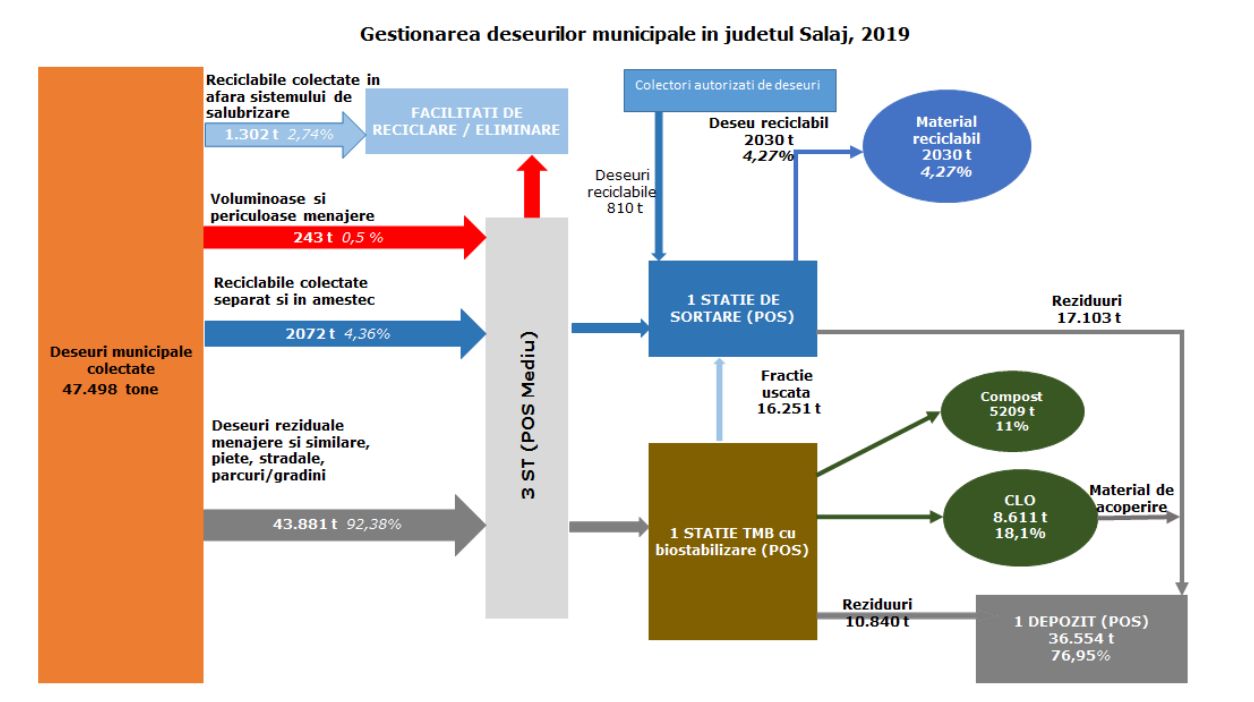 Gestionarea deseurilor municipale in judetul Salaj, 2019
Deseuri municipale
colectate
47.498 tone
Reciclabile colectate in
afara sistemului de
salubrizare
1.302 t 2,74%
FACILITATI DE
RECICLARE / ELIMINARE
Voluminoase si
periculoase menajere
243 t 0,5 %
Reciclabile colectate
separat si in amestec
2072 t 4,36%
Deseuri reziduale
menajere si similare,
piete, stradale,
parcuri/gradini
43.881 t 92,38%
3 ST (POS Mediu)
Colectori autorizati de deseuri
Deseuri
reciclabile
810 t
Deseu reciclabil
2030 t
4,27%
Material
reciclabil
2030 t
4,27%
1 STATIE DE
SORTARE (POS)
Reziduuri
17.103 t
Fractie
uscata
16.251 t
1 STATIE TMB cu
biostabilizare (POS)
Compost
5209 t
11%
CLO
8.611 t
18,1%
Material de
acoperire
Reziduuri
10.840 t
1 DEPOZIT (POS)
36.554 t
76,95%